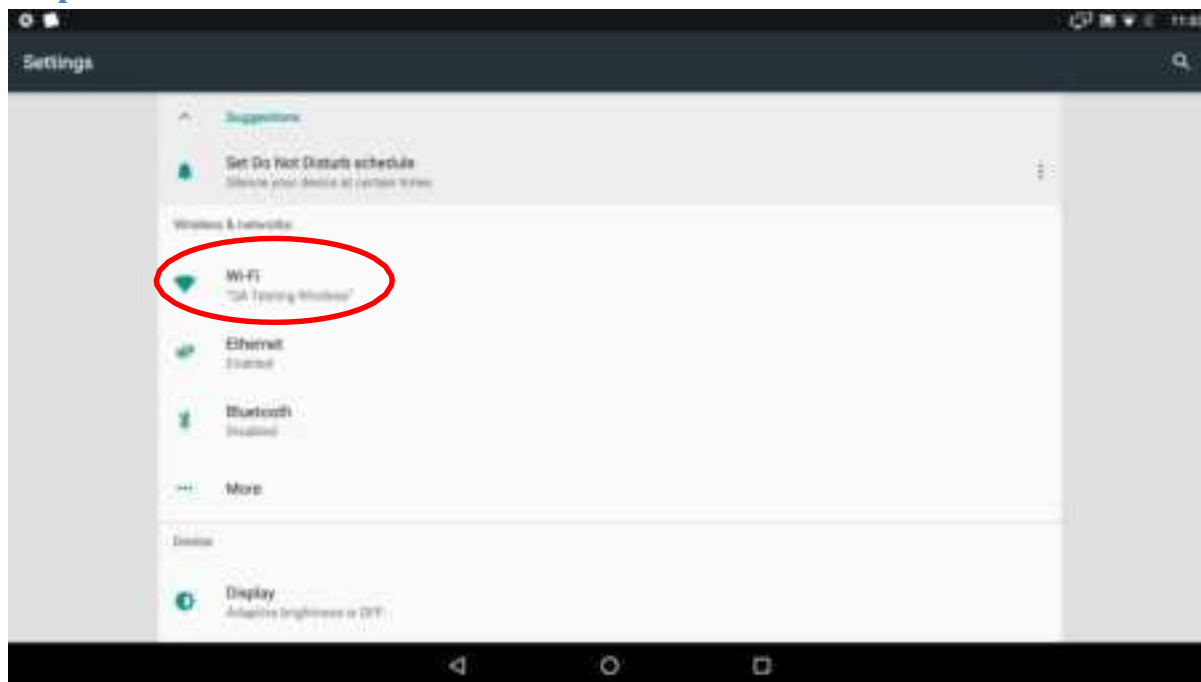 Settings
Suggestions
Set Do Not Disturb schedule
Silence your device at certain times
Wireless & networks
Wi-Fi
"QA Testing Wireless"
Ethernet
Enabled
Bluetooth
Disabled
More
Device
Display
Adaptive brightness is OFF